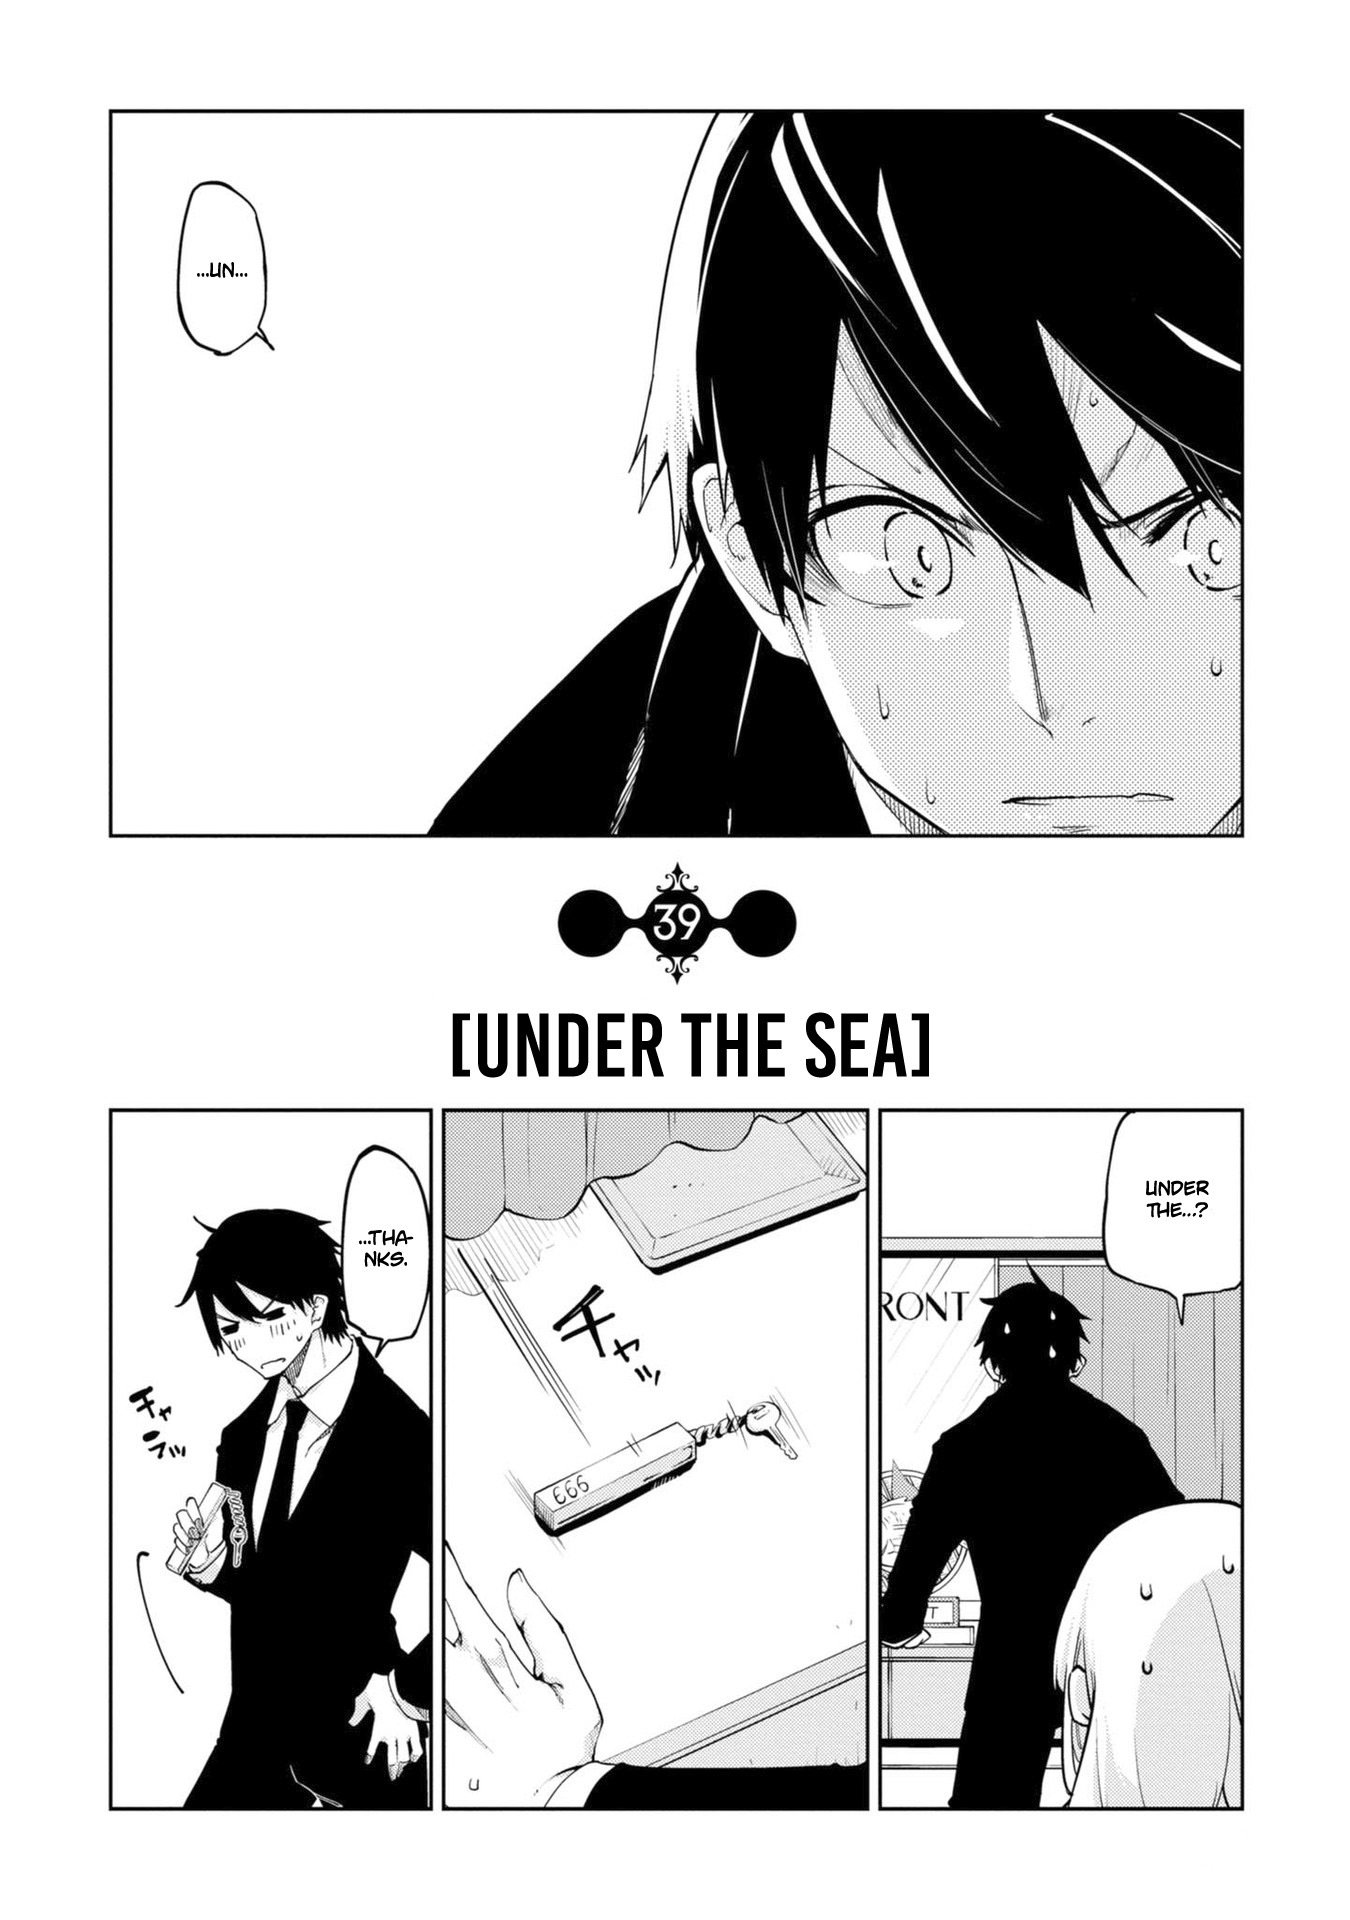 ...UN...
39
[UNDER THE SEA]
UNDER
THE...?
RONT
T
チャッ
666
...THA-
NKS.
チャ
ラッ